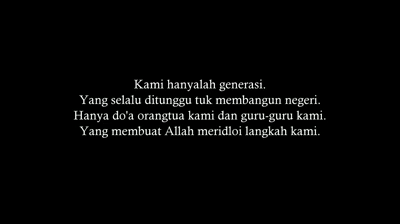 Kami hanyalah generasi.
Yang selalu ditunggu tuk membangun negeri.
Hanya do'a orangtua kami dan guru-guru kami.
Yang membuat Allah meridloi langkah kami.